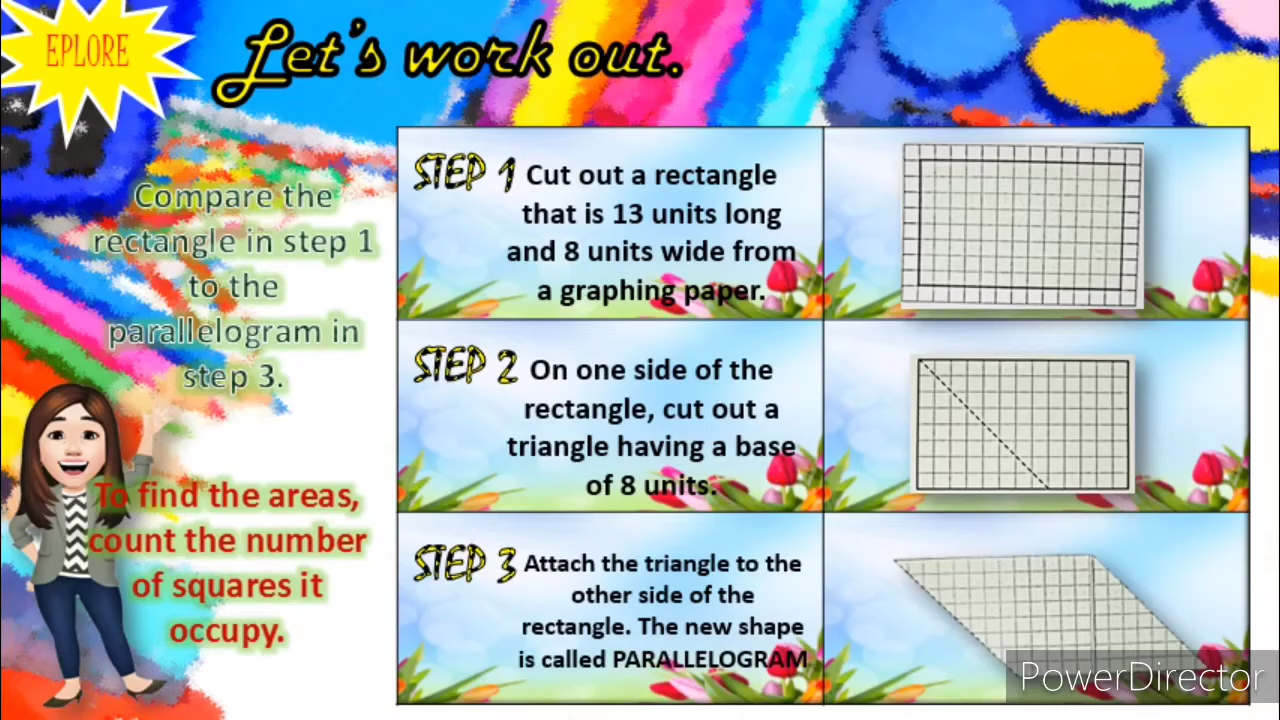 EPLORE
Let's work out.
Compare the
rectangle in step 1
to the
parallelogram in
step 3.
To find the areas,
count the number
of squares it
occupy.
STEP 1 Cut out a rectangle
that is 13 units long
and 8 units wide from
a graphing paper.
STEP 2 On one side of the
rectangle, cut out a
triangle having a base
of 8 units.
STEP 3 Attach the triangle to the
other side of the
rectangle. The new shape
is called PARALLELOGRAM
PowerDirector